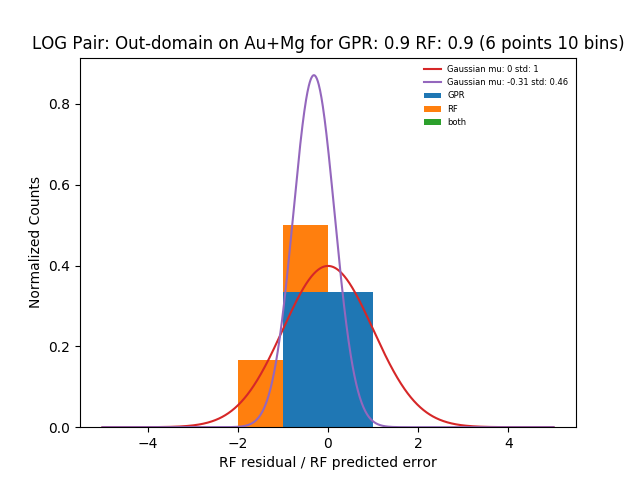 LOG Pair: Out-domain on Au+Mg for GPR: 0.9 RF: 0.9 (6 points 10 bins)
Gaussian mu: 0 std: 1
Gaussian mu: -0.31 std: 0.46
GPR
RF
both
Normalized Counts
0.8
0.6
0.4
0.2
0.0
−4 −2 0 2 4
RF residual / RF predicted error